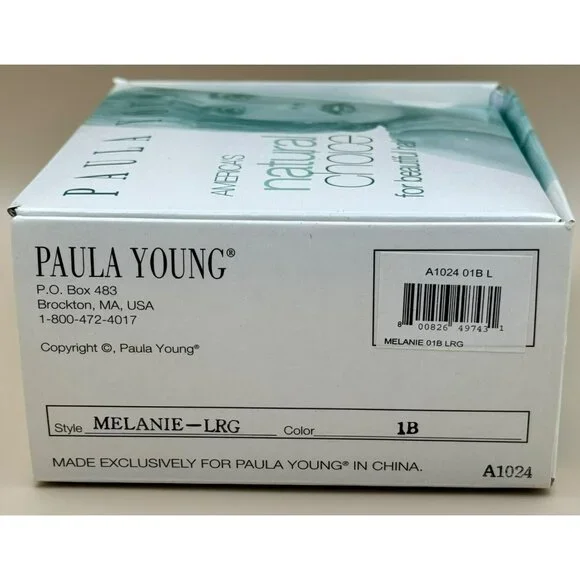 PAULA Y
AMERICA'S
natural
choice
for beautiful hair
PAULA YOUNG®
P.O. Box 483
Brockton, MA, USA
1-800-472-4017
Copyright ©, Paula Young®
A1024 01B L
8 00826 49743 1
MELANIE 01B LRG
Style MELANIE-LRG Color 1B
MADE EXCLUSIVELY FOR PAULA YOUNG® IN CHINA.
A1024